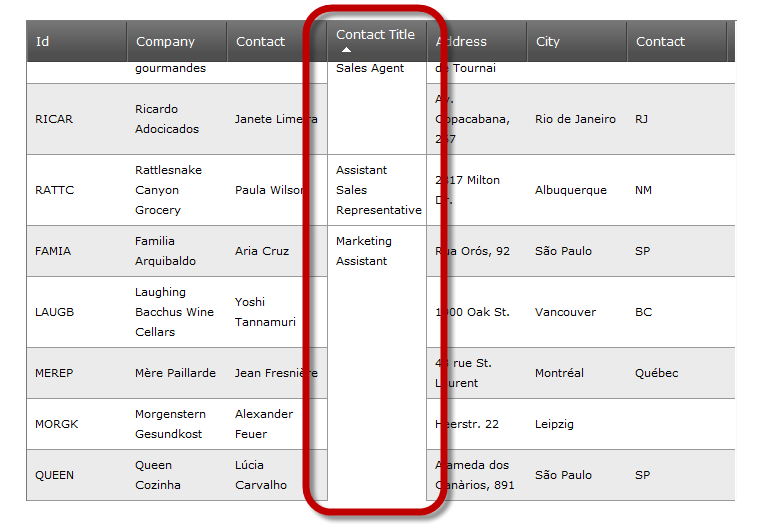 Id Company Contact Contact Title Address City Contact
gourmandes Sales Agent de Tournai
RICAR Ricardo Adocicados Janete Limeira Av. Copacabana, 267 Rio de Janeiro RJ
RATTC Rattlesnake Canyon Grocery Paula Wilson Assistant Sales Representative 2817 Milton Dr. Albuquerque NM
FAMIA Familia Arquibaldo Aria Cruz Marketing Assistant Rua Orós, 92 São Paulo SP
LAUGB Laughing Bacchus Wine Cellars Yoshi Tannamuri 1900 Oak St. Vancouver BC
MEREP Mère Paillarde Jean Fresnière 43 rue St. Laurent Montréal Québec
MORGK Morgenstern Gesundkost Alexander Feuer Heerstr. 22 Leipzig
QUEEN Queen Cozinha Lúcia Carvalho Alameda dos Canàrios, 891 São Paulo SP